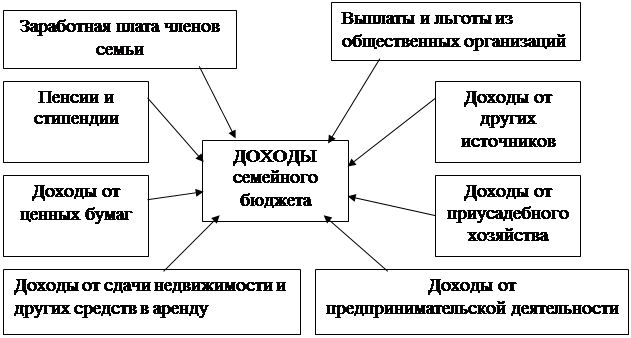 Заработная плата членов
семьи
Выплаты и льготы из
общественных организаций
Пенсии и
стипендии
Доходы от
других
источников
ДОХОДЫ
семейного
бюджета
Доходы от
ценных бумаг
Доходы от
приусадебного
хозяйства
Доходы от сдачи недвижимости и
других средств в аренду
Доходы от
предпринимательской деятельности